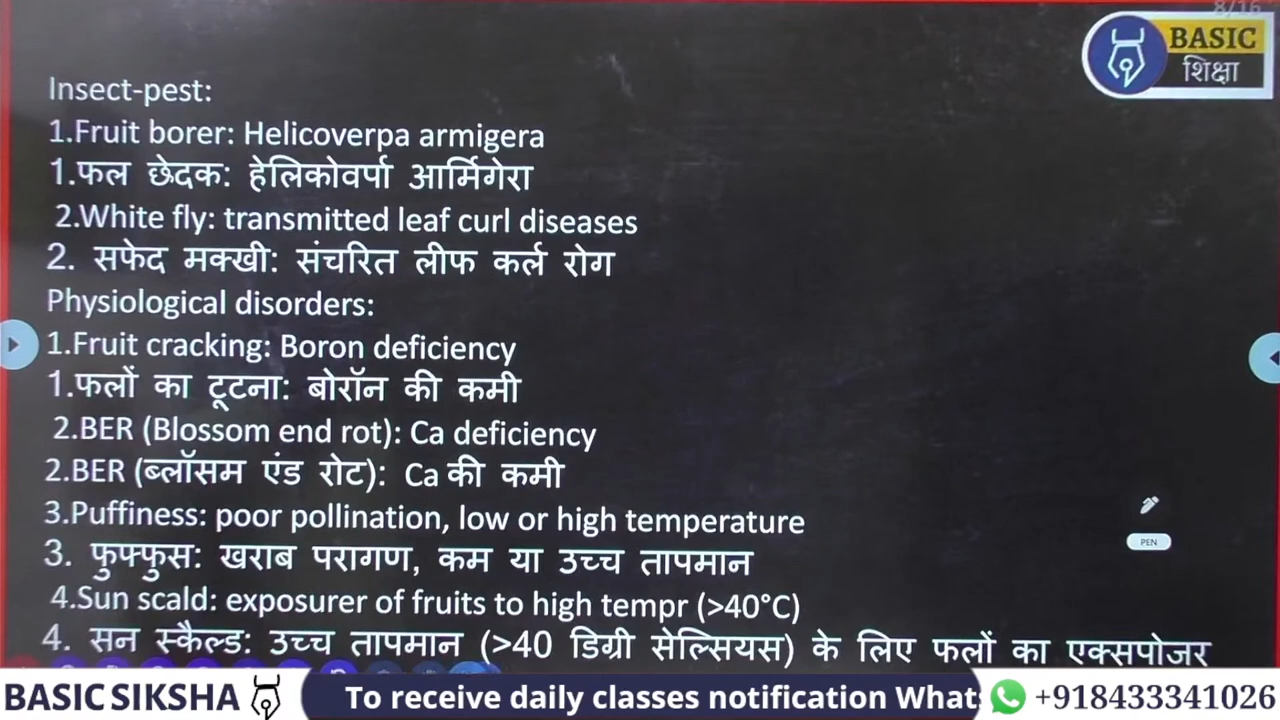 8/16
BASIC
शिक्षा
Insect-pest:
1.Fruit borer: Helicoverpa armigera
1.फल छेदक: हेलिकोवर्पा आर्मिगेरा
2.White fly: transmitted leaf curl diseases
2. सफेद मक्खी: संचरित लीफ कर्ल रोग
Physiological disorders:
1.Fruit cracking: Boron deficiency
1.फलों का टूटना: बोरॉन की कमी
2.BER (Blossom end rot): Ca deficiency
2.BER (ब्लॉसम एंड रोट): Ca की कमी
3.Puffiness: poor pollination, low or high temperature
3. फुफ्फुस: खराब परागण, कम या उच्च तापमान
PEN
4.Sun scald: exposurer of fruits to high tempr (>40°C)
4. सन स्कैल्ड: उच्च तापमान (>40 डिग्री सेल्सियस) के लिए फलों का एक्सपोजर
BASIC SIKSHA To receive daily classes notification Whats +918433341026